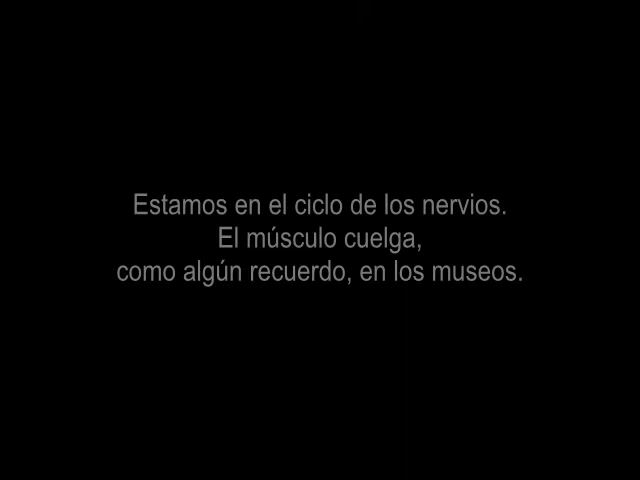 Estamos en el ciclo de los nervios.
El músculo cuelga,
como algún recuerdo, en los museos.